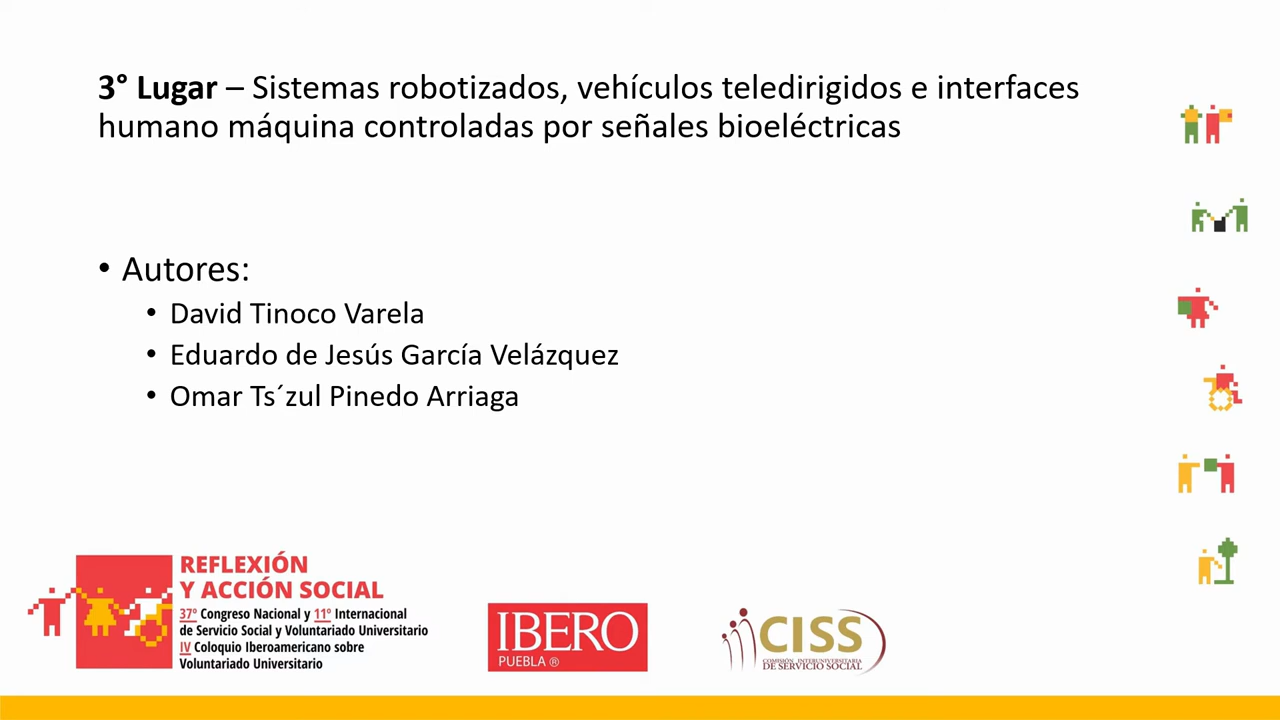 3° Lugar – Sistemas robotizados, vehículos teledirigidos e interfaces
humano máquina controladas por señales bioeléctricas
• Autores:
• David Tinoco Varela
• Eduardo de Jesús García Velázquez
• Omar Ts´zul Pinedo Arriaga
REFLEXIÓN
Y ACCIÓN SOCIAL
37º Congreso Nacional y 11º Internacional
de Servicio Social y Voluntariado Universitario
IV Coloquio Iberoamericano sobre
Voluntariado Universitario
IBERO
PUEBLA ®
CISS
COMISIÓN INTERUNIVERSITARIA
DE SERVICIO SOCIAL